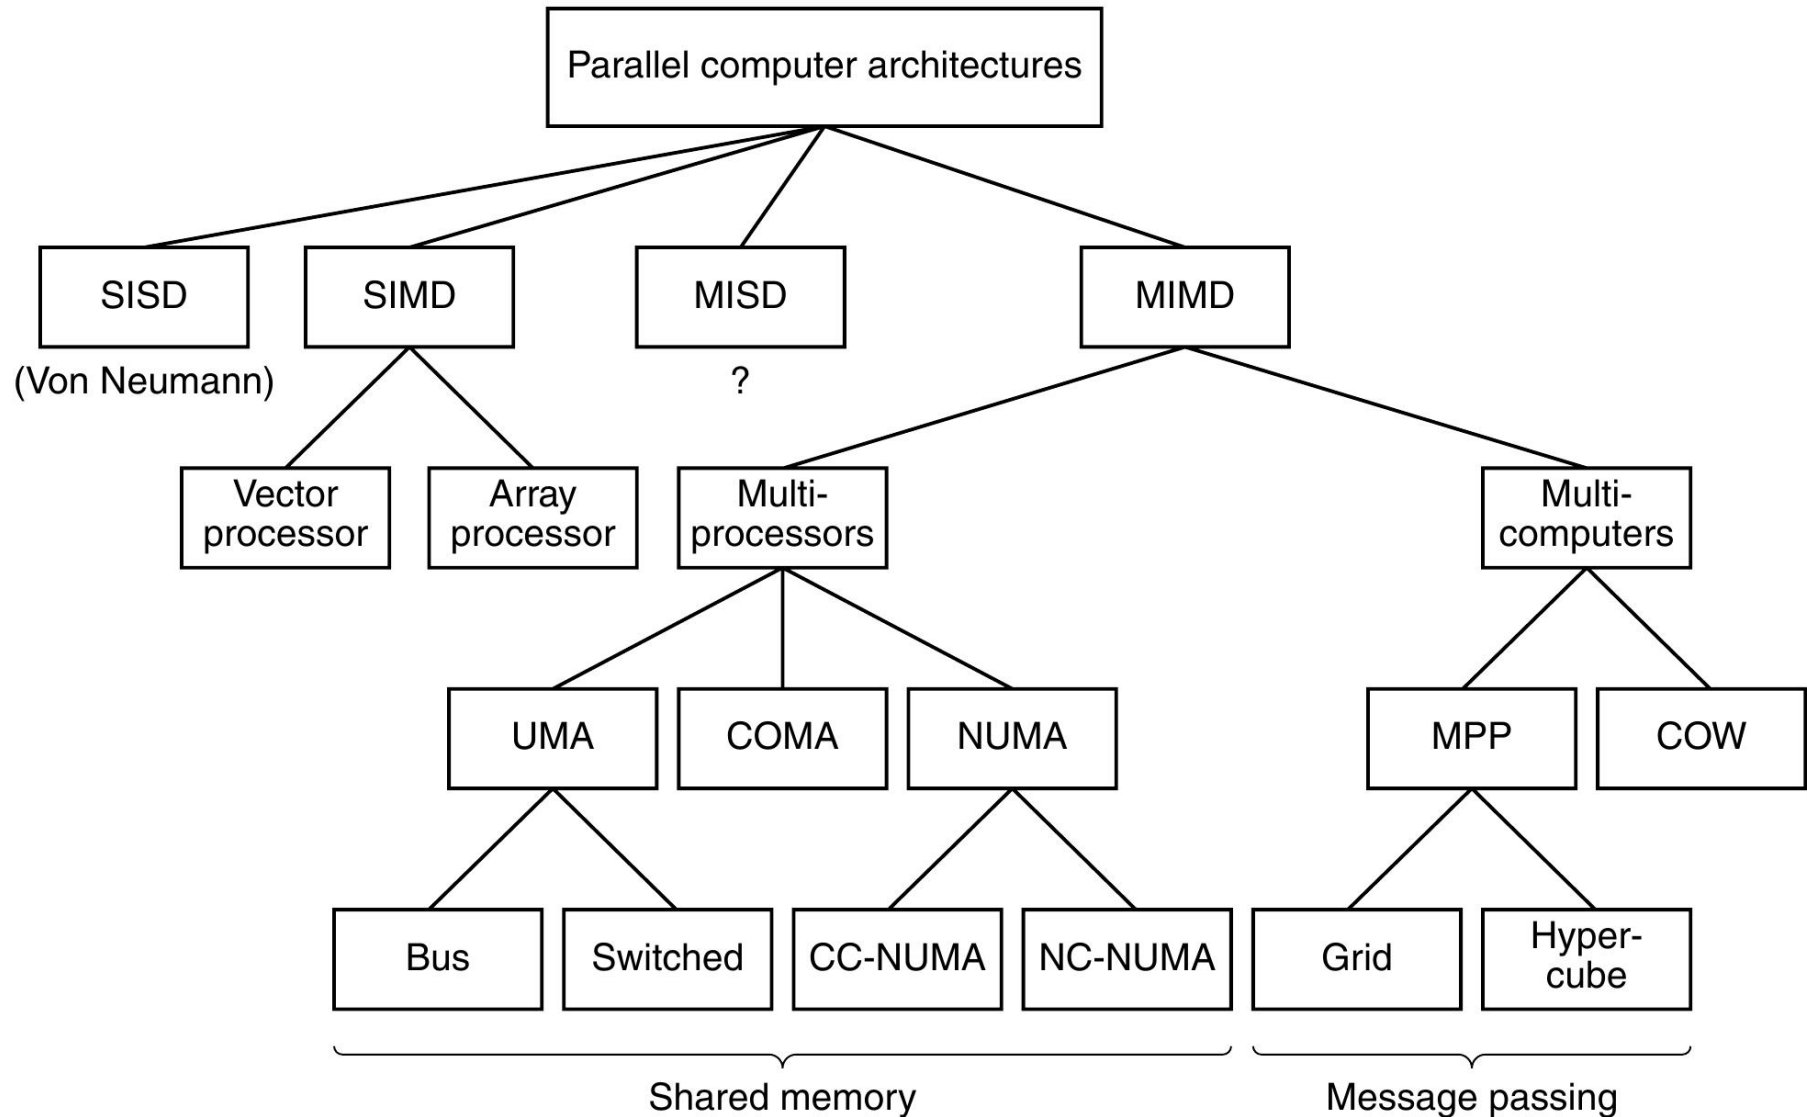 Parallel computer architectures
SISD
SIMD
MISD
MIMD
(Von Neumann)
?
Vector
processor
Array
processor
Multi-
processors
Multi-
computers
UMA
COMA
NUMA
MPP
COW
Bus
Switched
CC-NUMA
NC-NUMA
Grid
Hyper-
cube
Shared memory
Message passing